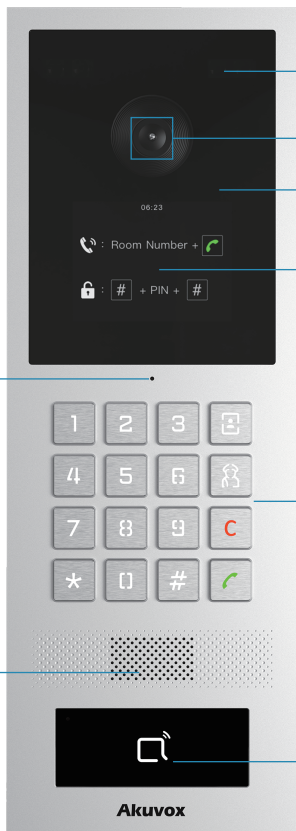 06:23
: Room Number +
: # + PIN + #
1 2 3
4 5 6
7 8 9 C
* 0 #
Akuvox